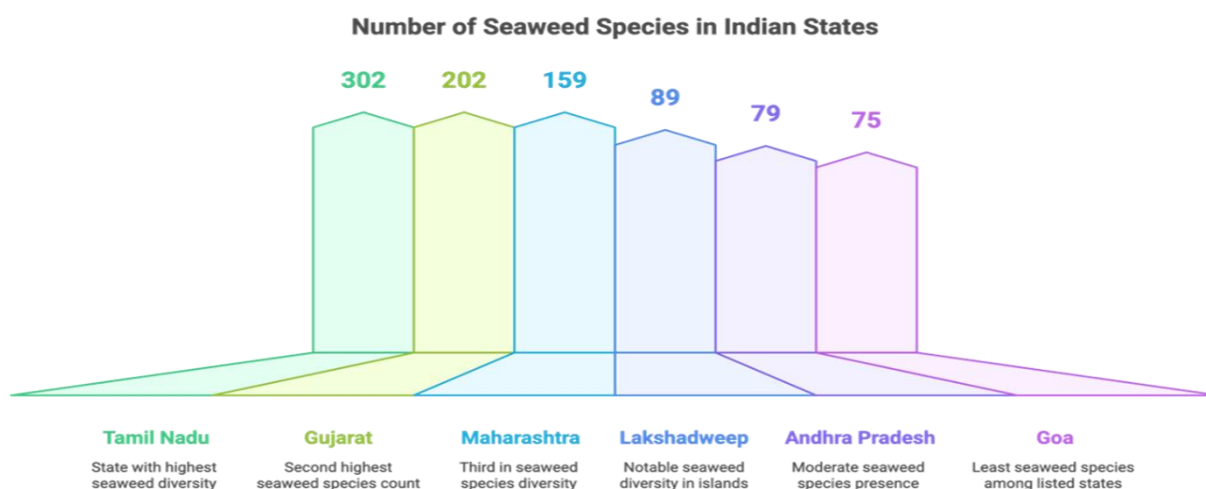 Number of Seaweed Species in Indian States
302
202
159
89
79
75
Tamil Nadu
State with highest
seaweed diversity
Gujarat
Second highest
seaweed species count
Maharashtra
Third in seaweed
species diversity
Lakshadweep
Notable seaweed
diversity in islands
Andhra Pradesh
Moderate seaweed
species presence
Goa
Least seaweed species
among listed states